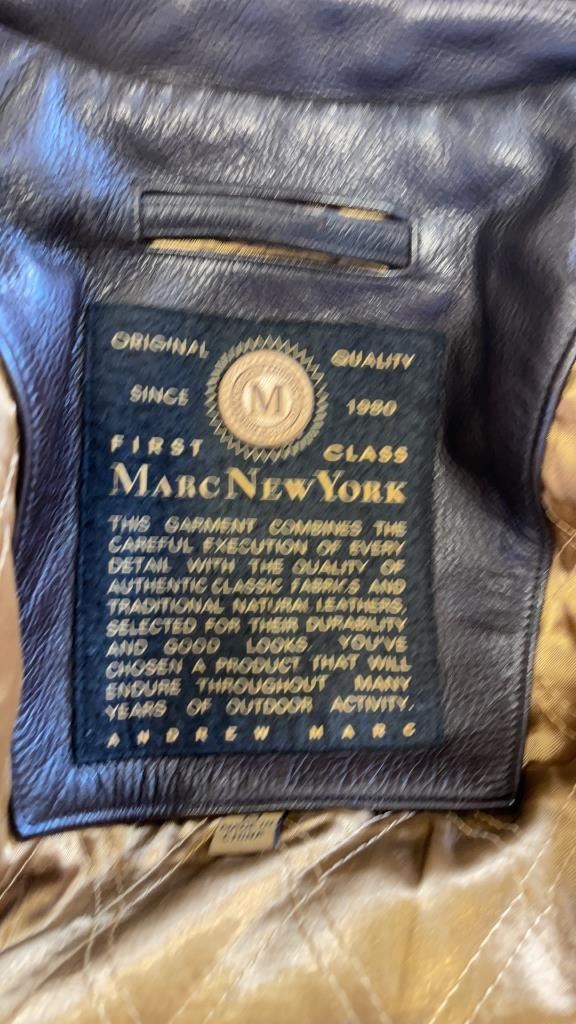 ORIGINAL QUALITY
M
SINCE 1980
FIRST CLASS
MARC NEW YORK
THIS GARMENT COMBINES THE
CAREFUL EXECUTION OF EVERY
DETAIL WITH THE QUALITY OF
AUTHENTIC CLASSIC FABRICS AND
TRADITIONAL NATURAL LEATHERS,
SELECTED FOR THEIR DURABILITY
AND GOOD LOOKS. YOU'VE
CHOSEN A PRODUCT THAT WILL
ENDURE THROUGHOUT MANY
YEARS OF OUTDOOR ACTIVITY.
ANDREW MARC